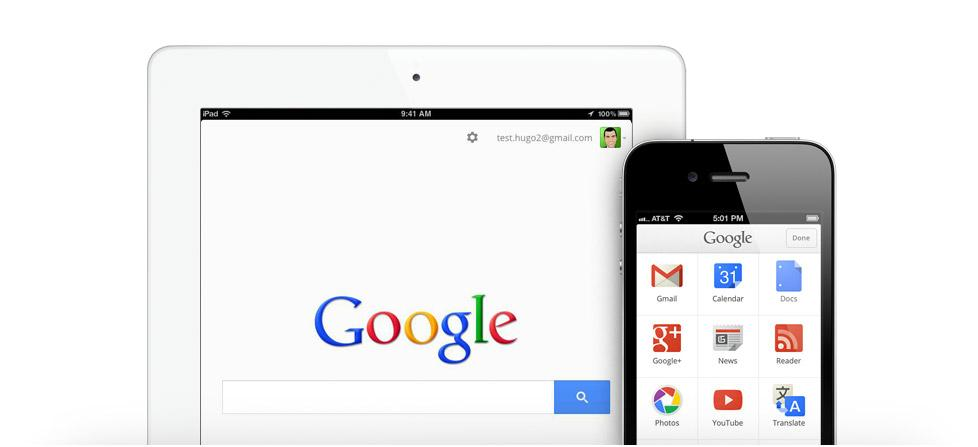 iPad 9:41 AM 100%
test.hugo2@gmail.com
Google
AT&T 5:01 PM
Google Done
31
Gmail Calendar Docs
g+
Google+ News Reader
文 A
Photos YouTube Translate